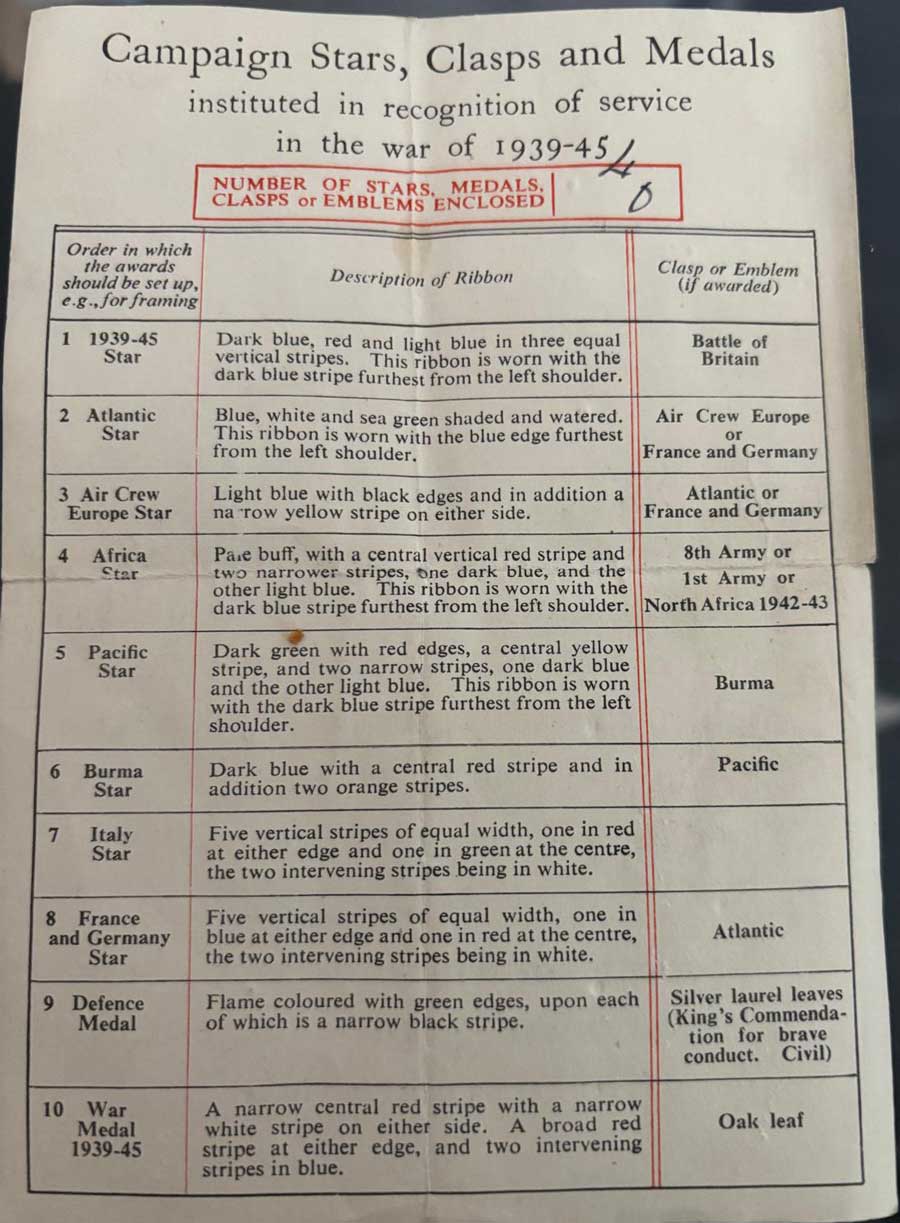 Campaign Stars, Clasps and Medals
instituted in recognition of service
in the war of 1939-45
NUMBER OF STARS, MEDALS,
CLASPS or EMBLEMS ENCLOSED
4
0
Order in which
the awards
should be set up,
e.g., for framing
Description of Ribbon
Clasp or Emblem
(if awarded)
1 1939-45
Star
Dark blue, red and light blue in three equal
vertical stripes. This ribbon is worn with the
dark blue stripe furthest from the left shoulder.
Battle of
Britain
2 Atlantic
Star
Blue, white and sea green shaded and watered.
This ribbon is worn with the blue edge furthest
from the left shoulder.
Air Crew Europe
or
France and Germany
3 Air Crew
Europe Star
Light blue with black edges and in addition a
narrow yellow stripe on either side.
Atlantic or
France and Germany
4 Africa
Star
Pale buff, with a central vertical red stripe and
two narrower stripes, one dark blue, and the
other light blue. This ribbon is worn with the
dark blue stripe furthest from the left shoulder.
8th Army or
1st Army or
North Africa 1942-43
5 Pacific
Star
Dark green with red edges, a central yellow
stripe, and two narrow stripes, one dark blue
and the other light blue. This ribbon is worn
with the dark blue stripe furthest from the left
shoulder.
Burma
6 Burma
Star
Dark blue with a central red stripe and in
addition two orange stripes.
Pacific
7 Italy
Star
Five vertical stripes of equal width, one in red
at either edge and one in green at the centre,
the two intervening stripes being in white.
8 France
and Germany
Star
Five vertical stripes of equal width, one in
blue at either edge and one in red at the centre,
the two intervening stripes being in white.
Atlantic
9 Defence
Medal
Flame coloured with green edges, upon each
of which is a narrow black stripe.
Silver laurel leaves
(King's Commenda-
tion for brave
conduct. Civil)
10 War
Medal
1939-45
A narrow central red stripe with a narrow
white stripe on either side. A broad red
stripe at either edge, and two intervening
stripes in blue.
Oak leaf